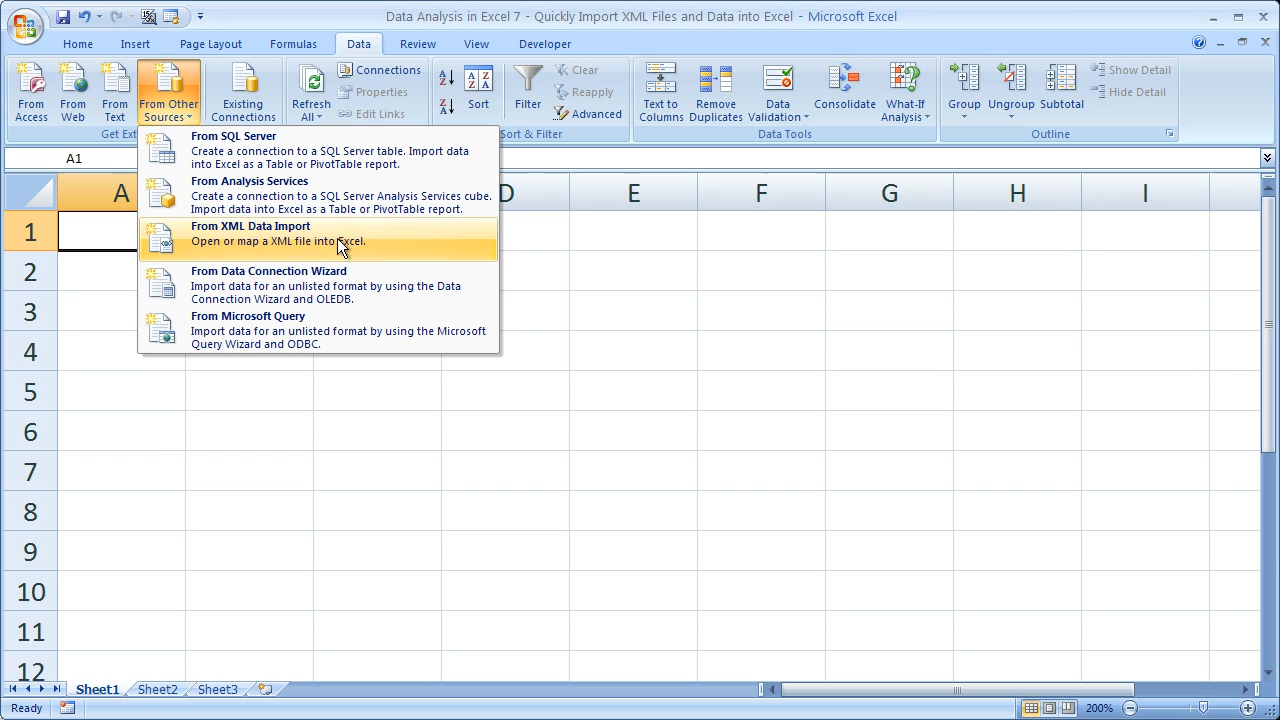 Data Analysis in Excel 7 - Quickly Import XML Files and Data into Excel - Microsoft Excel
Home Insert Page Layout Formulas Data Review View Developer
From Access
From Web
From Text
From Other Sources
Existing Connections
Refresh All
Connections
Properties
Edit Links
Sort
Filter
Clear
Reapply
Advanced
Text to Columns
Remove Duplicates
Data Validation
Consolidate
What-If Analysis
Group
Ungroup
Subtotal
Show Detail
Hide Detail
Get Ex
Sort & Filter
Data Tools
Outline
A1
From SQL Server
Create a connection to a SQL Server table. Import data
into Excel as a Table or PivotTable report.
From Analysis Services
Create a connection to a SQL Server Analysis Services cube.
Import data into Excel as a Table or PivotTable report.
From XML Data Import
Open or map a XML file into Excel.
From Data Connection Wizard
Import data for an unlisted format by using the Data
Connection Wizard and OLEDB.
From Microsoft Query
Import data for an unlisted format by using the Microsoft
Query Wizard and ODBC.
A D E F G H I
1
2
3
4
5
6
7
8
9
10
11
12
Sheet1 Sheet2 Sheet3
Ready
200%